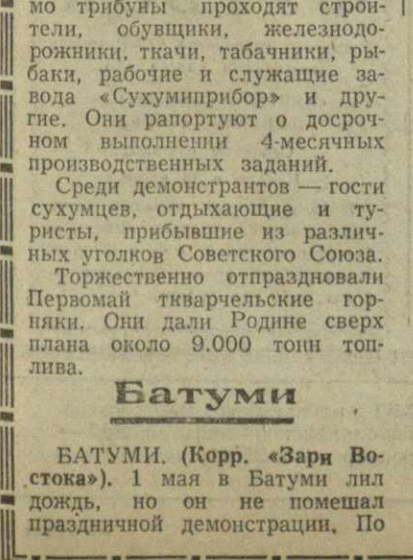 мо трибуны проходят строи-
тели, обувщики, железнодо-
рожники, ткачи, табачники, ры-
баки, рабочие и служащие за-
вода «Сухумприбор» и дру-
гие. Они рапортуют о досроч-
ном выполнении 4-месячных
производственных заданий.
Среди демонстрантов — гости
сухумцев, отдыхающие и ту-
ристы, прибывшие из различ-
ных уголков Советского Союза.
Торжественно отпраздновали
Первомай ткварчельские гор-
няки. Они дали Родине сверх
плана около 9.000 тонн топ-
лива.
Батуми
БАТУМИ. (Корр. «Зари Во-
стока»). 1 мая в Батуми лил
дождь, но он не помешал
праздничной демонстрации. По